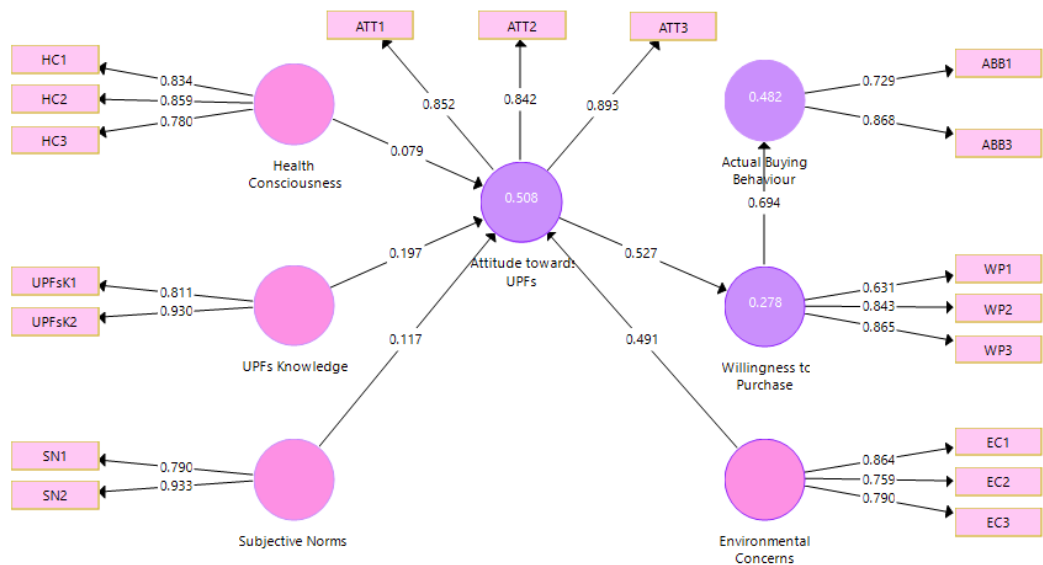 ATT1
ATT2
ATT3
HC1
HC2
HC3
0.834
0.859
0.780
Health
Consciousness
0.079
0.852
0.842
0.893
0.508
Attitude towards
UPFs
0.482
Actual Buying
Behaviour
0.729
0.868
ABB1
ABB3
0.694
UPFsK1
UPFsK2
0.811
0.930
UPFs Knowledge
0.197
0.527
0.278
Willingness tc
Purchase
0.631
0.843
0.865
WP1
WP2
WP3
0.117
0.491
SN1
SN2
0.790
0.933
Subjective Norms
Environmental
Concerns
0.864
0.759
0.790
EC1
EC2
EC3